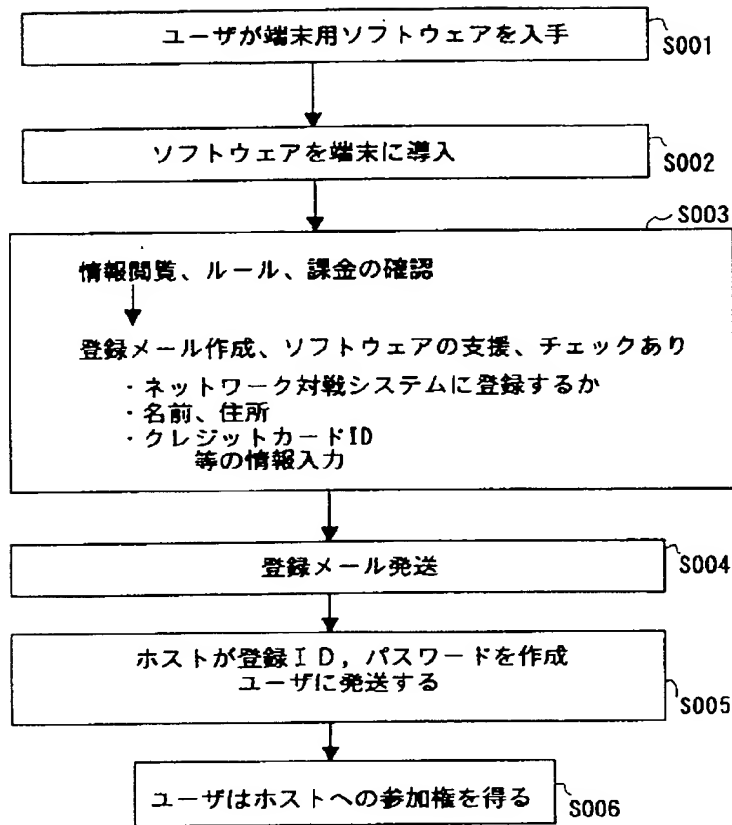 ユーザが端末用ソフトウェアを入手
S001
ソフトウェアを端末に導入
S002
S003
情報閲覧、ルール、課金の確認
登録メール作成、ソフトウェアの支援、チェックあり
・ネットワーク対戦システムに登録するか
・名前、住所
・クレジットカードID
等の情報入力
登録メール発送
S004
ホストが登録ID,パスワードを作成
ユーザに発送する
S005
ユーザはホストへの参加権を得る
S006